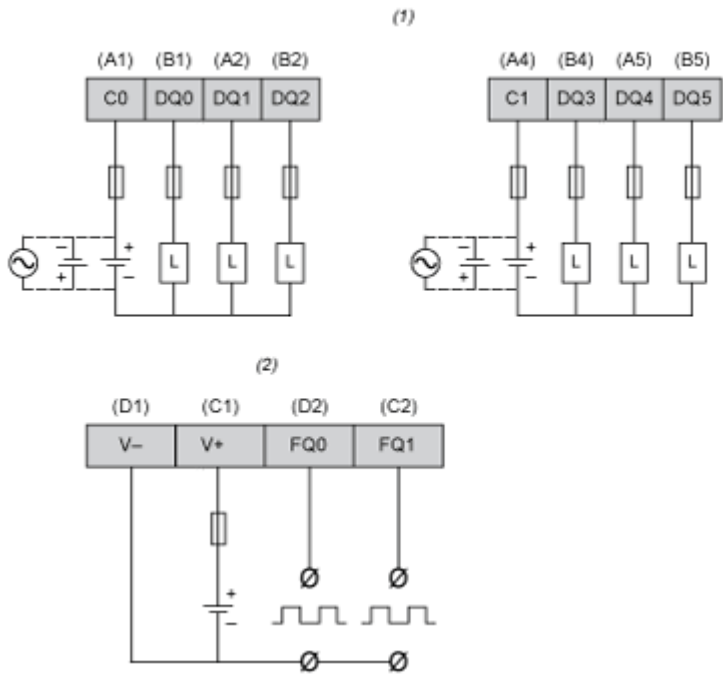 (1)
(A1) (B1) (A2) (B2)
C0 DQ0 DQ1 DQ2
(A4) (B4) (A5) (B5)
C1 DQ3 DQ4 DQ5
– + + –
L L L
– + + –
L L L
(2)
(D1) (C1) (D2) (C2)
V– V+ FQ0 FQ1
+
–